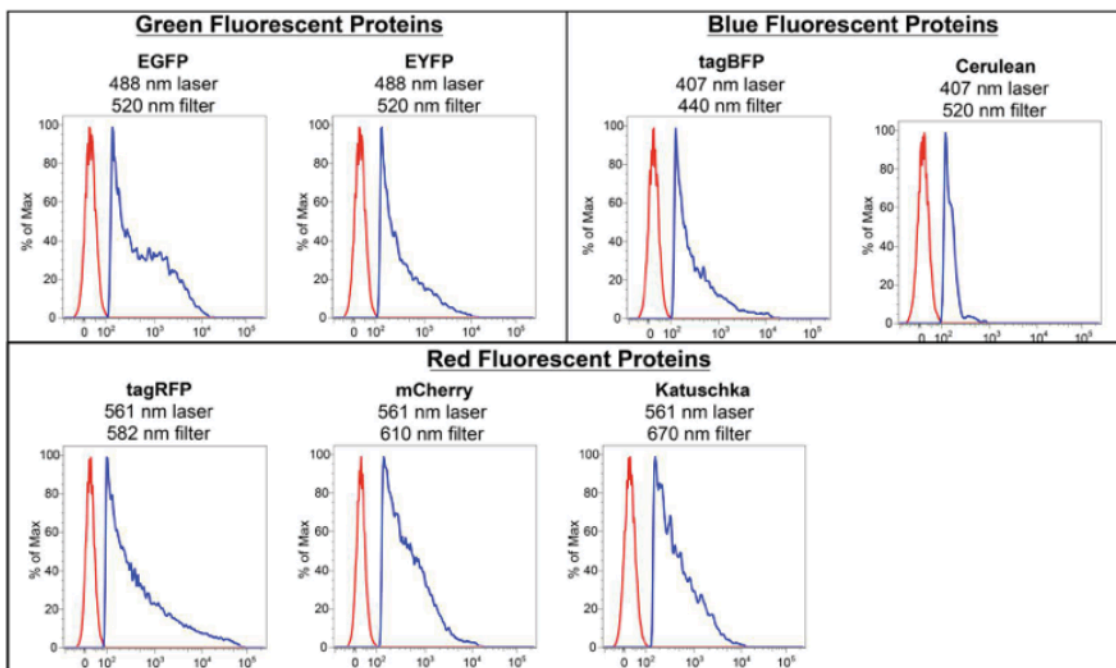 Green Fluorescent Proteins
EGFP
488 nm laser
520 nm filter
% of Max
100
80
60
40
20
0
0 10² 10³ 10⁴ 10⁵
EYFP
488 nm laser
520 nm filter
% of Max
100
80
60
40
20
0
0 10² 10³ 10⁴ 10⁵
Blue Fluorescent Proteins
tagBFP
407 nm laser
440 nm filter
% of Max
100
80
60
40
20
0
0 10² 10³ 10⁴ 10⁵
Cerulean
407 nm laser
520 nm filter
% of Max
100
80
60
40
20
0
0 10² 10³ 10⁴ 10⁵
Red Fluorescent Proteins
tagRFP
561 nm laser
582 nm filter
% of Max
100
80
60
40
20
0
0 10² 10³ 10⁴ 10⁵
mCherry
561 nm laser
610 nm filter
% of Max
100
80
60
40
20
0
0 10² 10³ 10⁴ 10⁵
Katuschka
561 nm laser
670 nm filter
% of Max
100
80
60
40
20
0
0 10² 10³ 10⁴ 10⁵